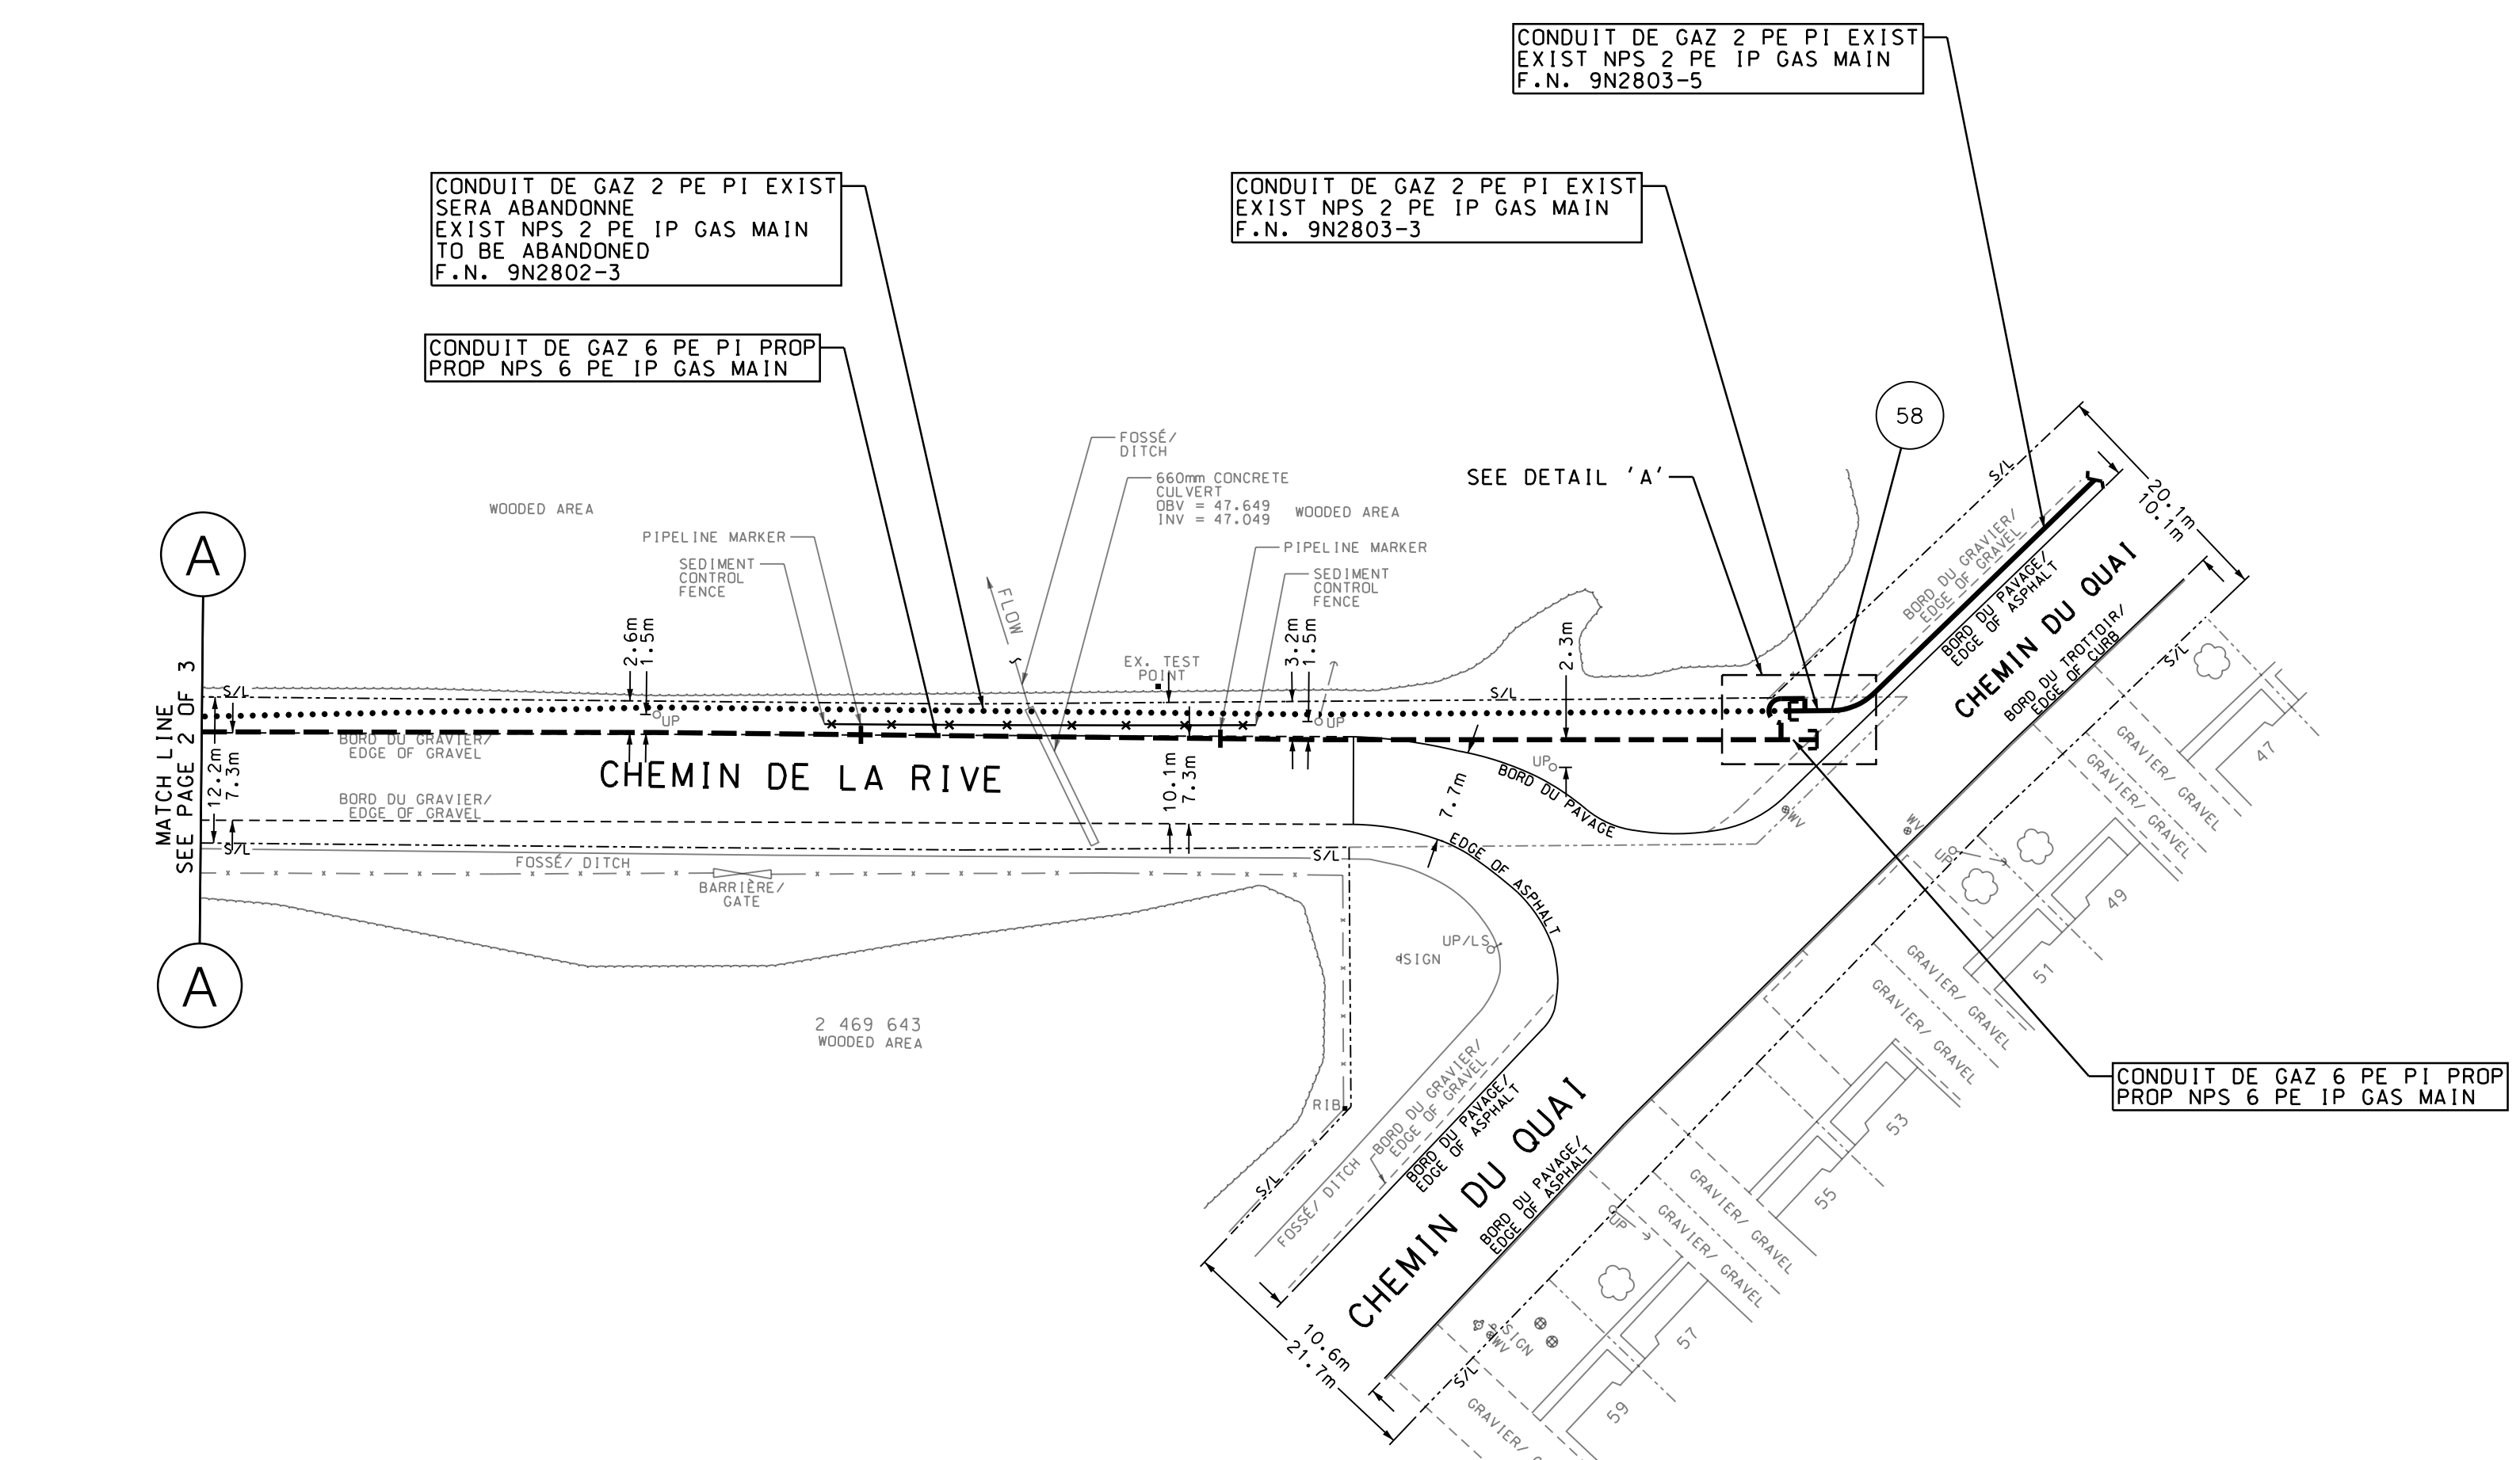 CONDUIT DE GAZ 2 PE PI EXIST
EXIST NPS 2 PE IP GAS MAIN
F.N. 9N2803-5
CONDUIT DE GAZ 2 PE PI EXIST
SERA ABANDONNE
EXIST NPS 2 PE IP GAS MAIN
TO BE ABANDONED
F.N. 9N2802-3
CONDUIT DE GAZ 2 PE PI EXIST
EXIST NPS 2 PE IP GAS MAIN
F.N. 9N2803-3
CONDUIT DE GAZ 6 PE PI PROP
PROP NPS 6 PE IP GAS MAIN
58
FOSSÉ/
DITCH
660mm CONCRETE
CULVERT
OBV = 47.649
INV = 47.049
SEE DETAIL 'A'
WOODED AREA
WOODED AREA
PIPELINE MARKER
SEDIMENT
CONTROL
FENCE
PIPELINE MARKER
SEDIMENT
CONTROL
FENCE
A
FLOW
2.6m
1.5m
EX. TEST
POINT
3.2m
1.5m
2.3m
S/L
S/L
S/L
20.1m
10.1m
BORD DU GRAVIER/
EDGE OF GRAVEL
BORD DU PAVAGE/
EDGE OF ASPHALT
CHEMIN DU QUAI
BORD DU TROTTOIR/
EDGE OF CURB
S/L
MATCH LINE
SEE PAGE 2 OF 3
UP
UP
UP
BORD DU GRAVIER/
EDGE OF GRAVEL
CHEMIN DE LA RIVE
12.2m
7.3m
BORD DU GRAVIER/
EDGE OF GRAVEL
10.1m
7.3m
7.7m
BORD DU PAVAGE
EDGE OF ASPHALT
WV
WV
UP
S/L
S/L
FOSSÉ/ DITCH
BARRIÈRE/
GATE
47
GRAVIER/ GRAVEL
GRAVIER/ GRAVEL
49
51
GRAVIER/ GRAVEL
GRAVIER/ GRAVEL
UP/LS
SIGN
A
2 469 643
WOODED AREA
RIB
S/L
FOSSÉ/ DITCH
BORD DU GRAVIER/
EDGE OF GRAVEL
BORD DU PAVAGE/
EDGE OF ASPHALT
CHEMIN DU QUAI
BORD DU PAVAGE/
EDGE OF ASPHALT
CONDUIT DE GAZ 6 PE PI PROP
PROP NPS 6 PE IP GAS MAIN
53
55
GRAVIER/ GRAVEL
GRAVIER/ GRAVEL
UP
SIGN
WV
57
59
10.6m
21.7m
S/L
GRAVIER/